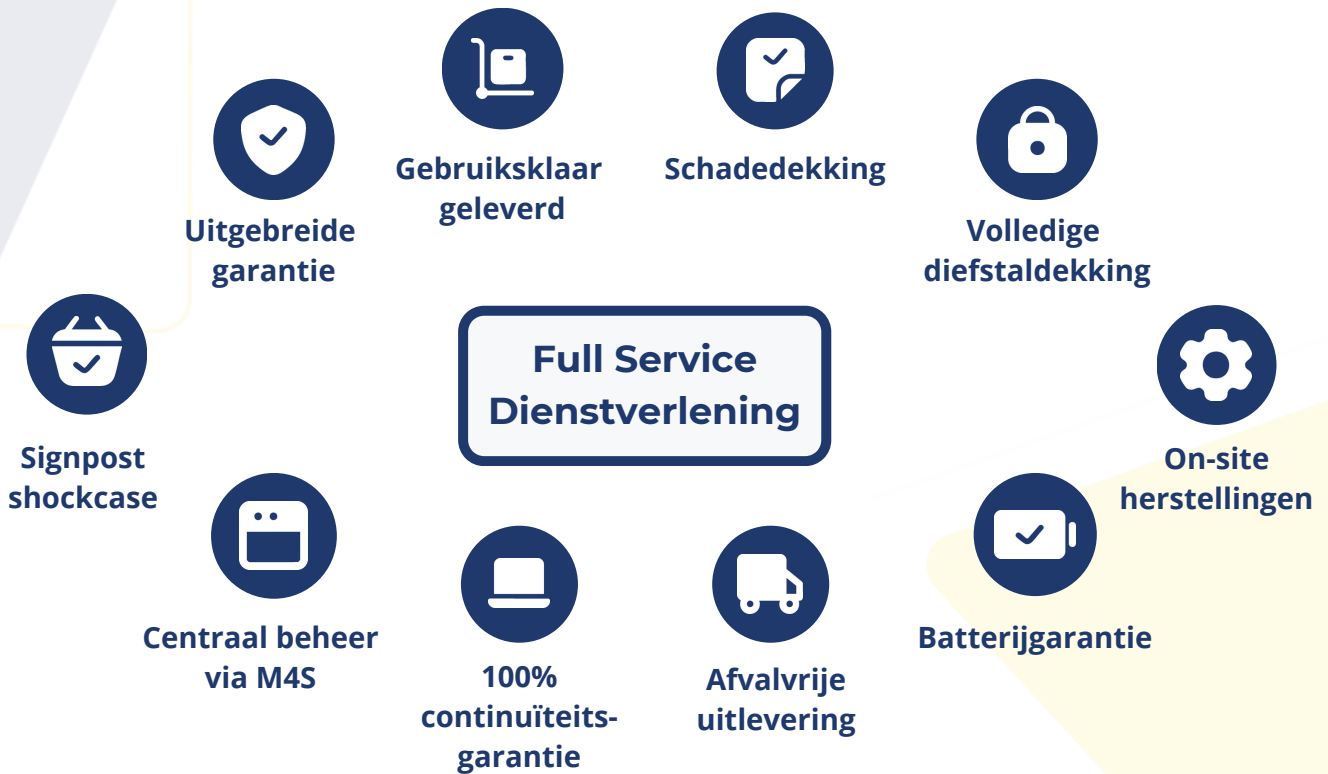 Gebruiksklaar
geleverd
Schadedekking
Uitgebreide
garantie
Volledige
diefstaldekking
Full Service
Dienstverlening
Signpost
shockcase
On-site
herstellingen
Centraal beheer
via M4S
100%
continuïteits-
garantie
Afvalvrije
uitlevering
Batterijgarantie